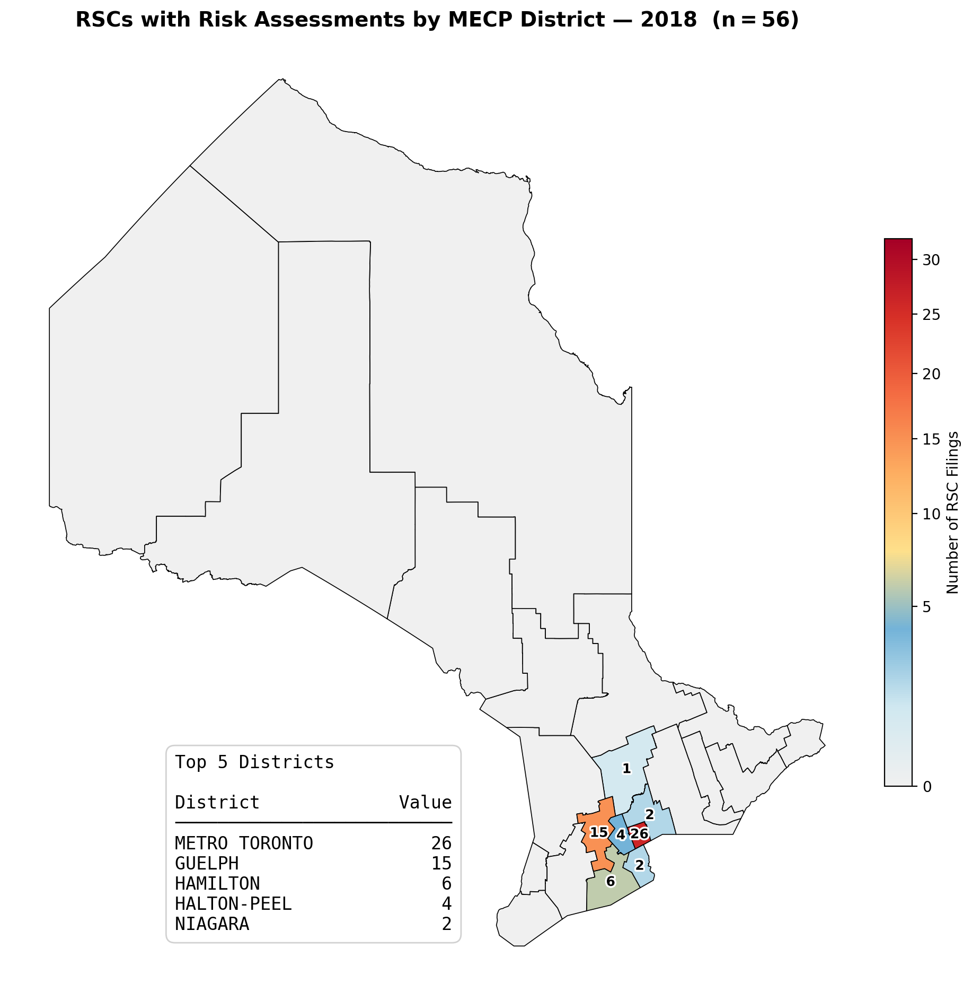 RSCs with Risk Assessments by MECP District — 2018 (n = 56)
30
25
20
15
10
5
0
Number of RSC Filings
1
2
15
4
26
2
6
Top 5 Districts
District Value
METRO TORONTO 26
GUELPH 15
HAMILTON 6
HALTON-PEEL 4
NIAGARA 2